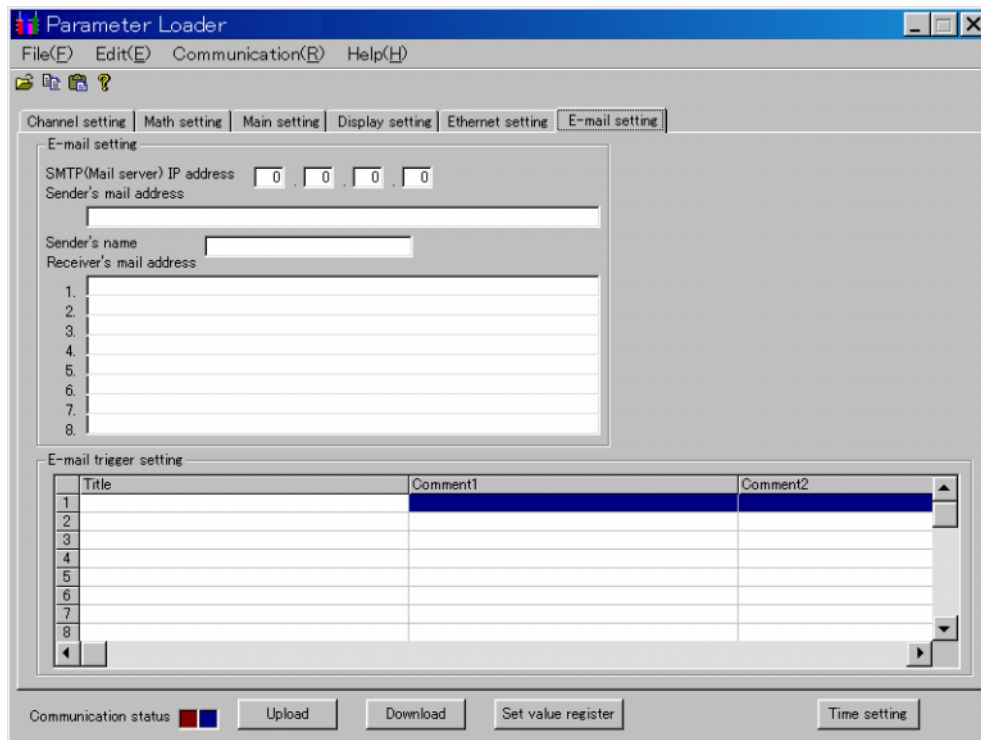 Parameter Loader
File(F) Edit(E) Communication(R) Help(H)
Channel setting Math setting Main setting Display setting Ethernet setting E-mail setting
E-mail setting
SMTP(Mail server) IP address 0 . 0 . 0 . 0
Sender's mail address
Sender's name
Receiver's mail address
1.
2.
3.
4.
5.
6.
7.
8.
E-mail trigger setting
Title Comment1 Comment2
1
2
3
4
5
6
7
8
Communication status Upload Download Set value register Time setting